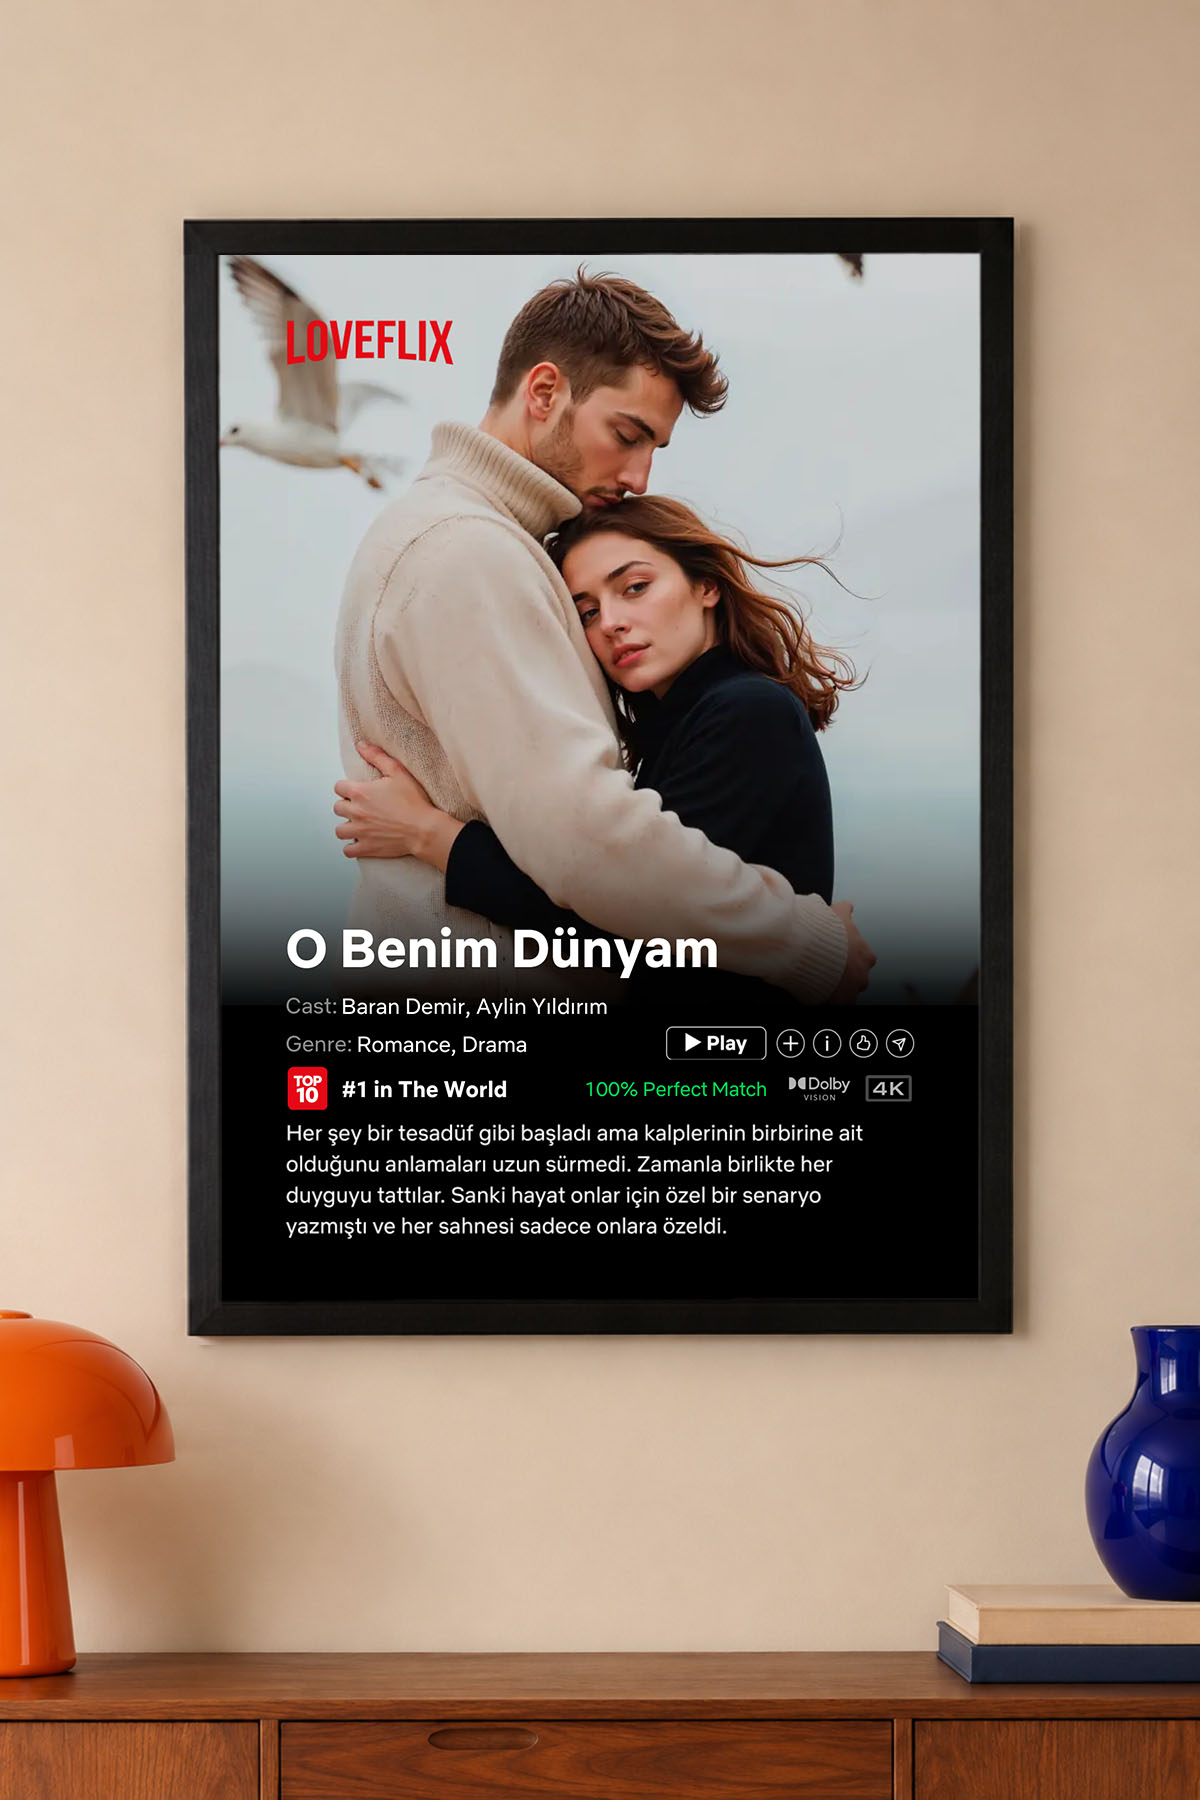 LOVEFLIX
O Benim Dünyam
Cast: Baran Demir, Aylin Yıldırım
Genre: Romance, Drama
Play
TOP 10
#1 in The World
100% Perfect Match
Dolby VISION
4K
Her şey bir tesadüf gibi başladı ama kalplerinin birbirine ait
olduğunu anlamaları uzun sürmedi. Zamanla birlikte her
duyguyu tattılar. Sanki hayat onlar için özel bir senaryo
yazmıştı ve her sahnesi sadece onlara özeldi.